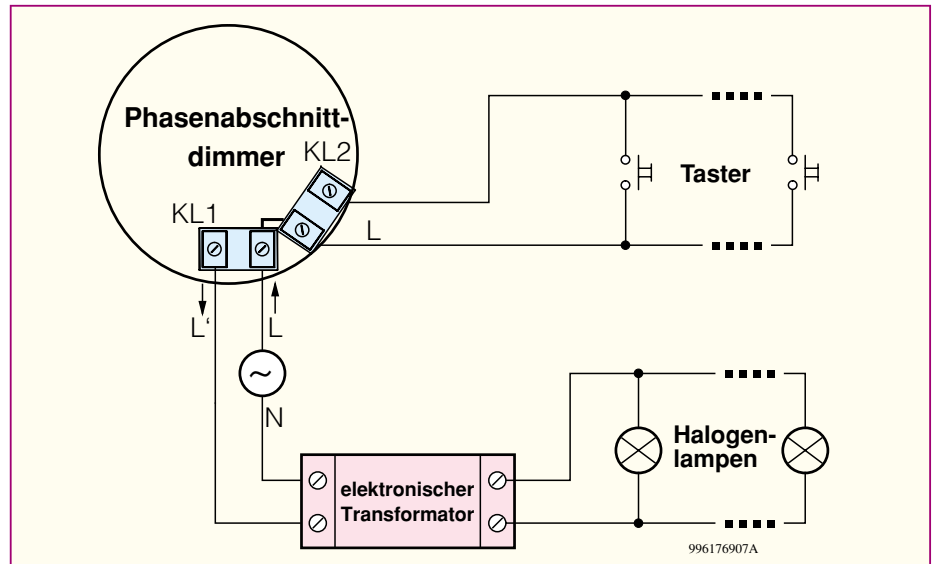 Phasenabschnitt-
dimmer
KL2
KL1
L
Taster
L‘
L
~
N
elektronischer
Transformator
Halogen-
lampen
996176907A